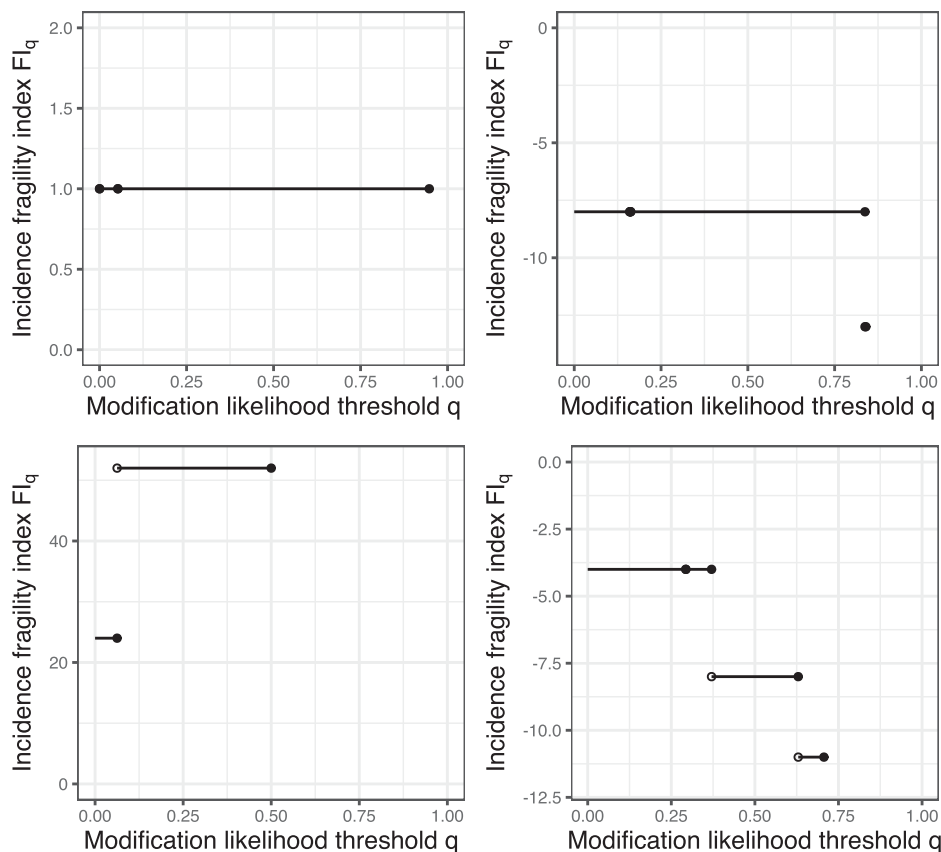 Incidence fragility index FIq
2.0
1.5
1.0
0.5
0.0
0.00 0.25 0.50 0.75 1.00
Modification likelihood threshold q
Incidence fragility index FIq
0
-5
-10
0.00 0.25 0.50 0.75 1.00
Modification likelihood threshold q
Incidence fragility index FIq
40
20
0
0.00 0.25 0.50 0.75 1.00
Modification likelihood threshold q
Incidence fragility index FIq
0.0
-2.5
-5.0
-7.5
-10.0
-12.5
0.00 0.25 0.50 0.75 1.00
Modification likelihood threshold q